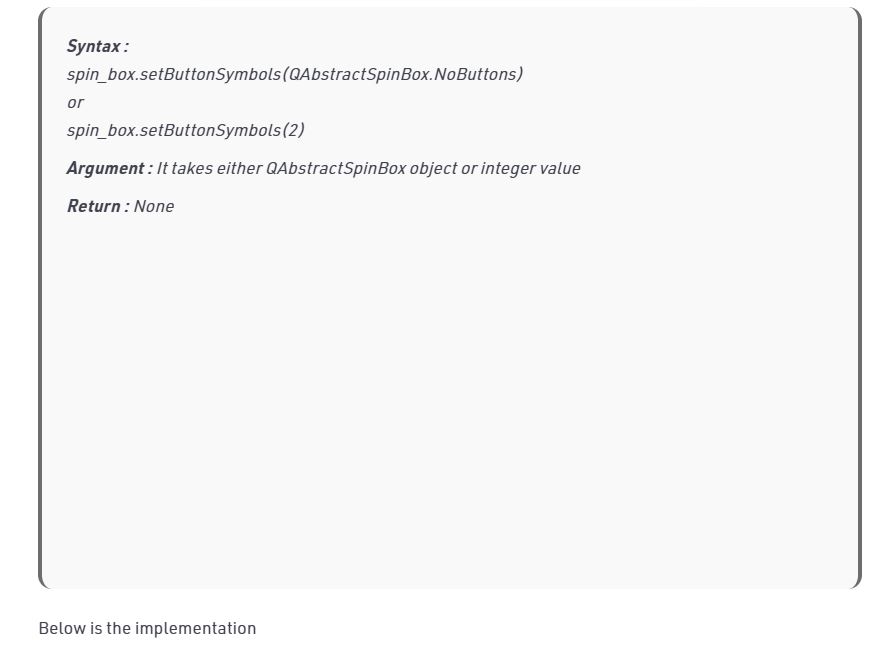 Syntax :
spin_box.setButtonSymbols(QAbstractSpinBox.NoButtons)
or
spin_box.setButtonSymbols(2)
Argument : It takes either QAbstractSpinBox object or integer value
Return : None
Below is the implementation